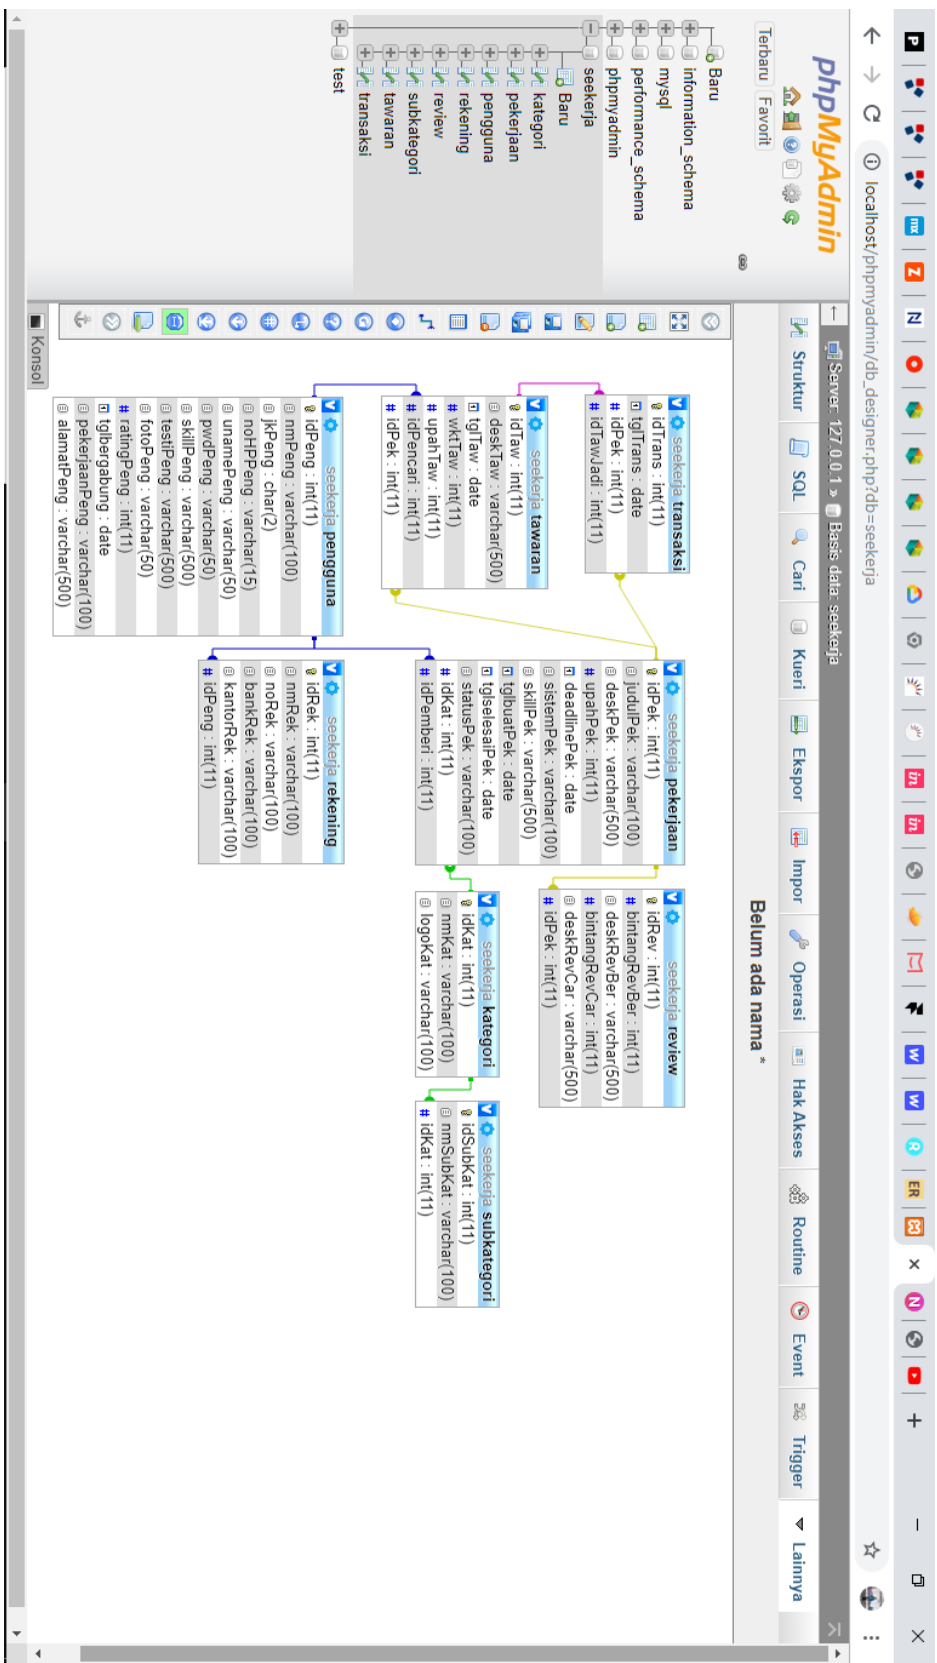 localhost/phpmyadmin/db_designer.php?db=seekerja
phpMyAdmin
Terbaru
Favorit
Baru
information_schema
mysql
performance_schema
phpmyadmin
seekerja
Baru
kategori
pekerjaan
pengguna
rekening
review
subkategori
tawaran
transaksi
test
Server: 127.0.0.1 » Basis data: seekerja
Struktur
SQL
Cari
Kueri
Ekspor
Impor
Operasi
Hak Akses
Routine
Event
Trigger
Lainnya
Belum ada nama *
seekerja transaksi
idTrans : int(11)
tglTrans : date
idPek : int(11)
idTawJadi : int(11)
seekerja tawaran
idTaw : int(11)
deskTaw : varchar(500)
tglTaw : date
wktTaw : int(11)
upahTaw : int(11)
idPencari : int(11)
idPek : int(11)
seekerja pengguna
idPeng : int(11)
nmPeng : varchar(100)
jkPeng : char(2)
noHPPeng : varchar(15)
unamePeng : varchar(50)
pwdPeng : varchar(50)
skillPeng : varchar(500)
testiPeng : varchar(500)
fotoPeng : varchar(50)
ratingPeng : int(11)
tglbergabung : date
pekerjaanPeng : varchar(100)
alamatPeng : varchar(500)
seekerja pekerjaan
idPek : int(11)
judulPek : varchar(100)
deskPek : varchar(500)
upahPek : int(11)
deadlinePek : date
sistemPek : varchar(100)
skillPek : varchar(500)
tglbuatPek : date
tglselesaiPek : date
statusPek : varchar(100)
idKat : int(11)
idPemberi : int(11)
seekerja rekening
idRek : int(11)
nmRek : varchar(100)
noRek : varchar(100)
bankRek : varchar(100)
kantorRek : varchar(100)
idPeng : int(11)
seekerja review
idRev : int(11)
bintangRevBer : int(11)
deskRevBer : varchar(500)
bintangRevCar : int(11)
deskRevCar : varchar(500)
idPek : int(11)
seekerja kategori
idKat : int(11)
nmKat : varchar(100)
logoKat : varchar(100)
seekerja subkategori
idSubKat : int(11)
nmSubKat : varchar(100)
idKat : int(11)
Konsol